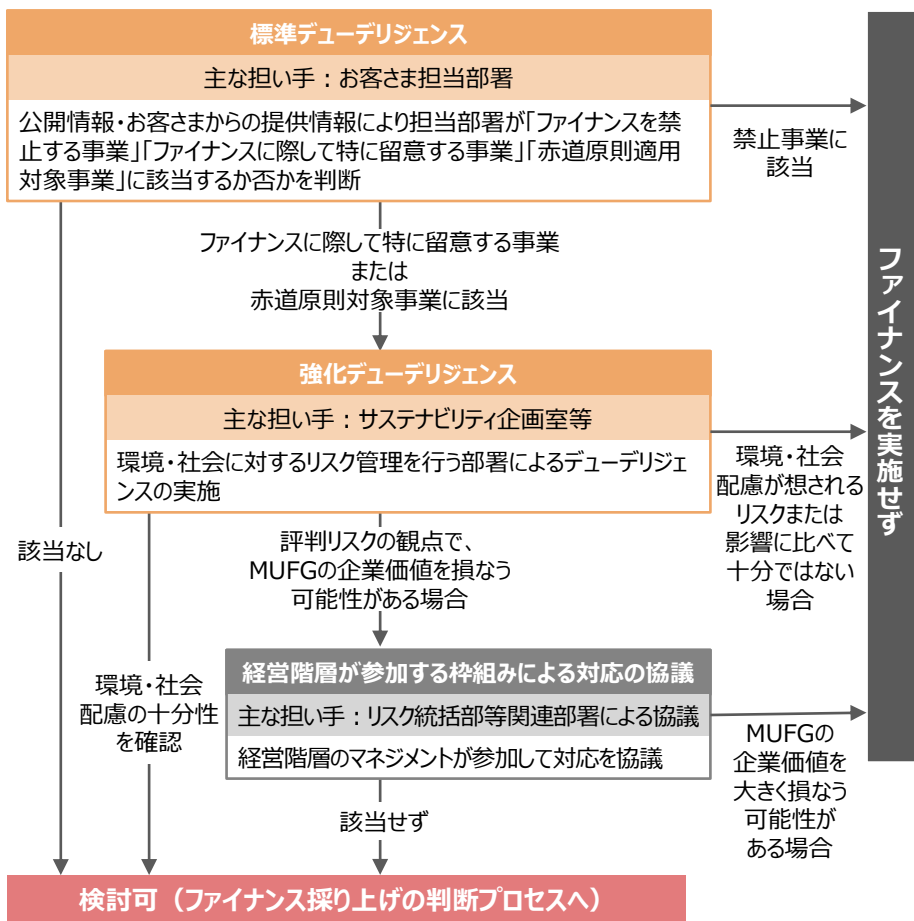 標準デューデリジェンス
主な担い手：お客さま担当部署
公開情報・お客さまからの提供情報により担当部署が「ファイナンスを禁
止する事業」「ファイナンスに際して特に留意する事業」「赤道原則適用
対象事業」に該当するか否かを判断
禁止事業に
該当
ファイナンスに際して特に留意する事業
または
赤道原則対象事業に該当
強化デューデリジェンス
主な担い手：サステナビリティ企画室等
環境・社会に対するリスク管理を行う部署によるデューデリジェ
ンスの実施
環境・社会
配慮が想される
リスクまたは
影響に比べて
十分ではない
場合
該当なし
評判リスクの観点で、
MUFGの企業価値を損なう
可能性がある場合
環境・社会
配慮の十分性
を確認
経営階層が参加する枠組みによる対応の協議
主な担い手：リスク統括部等関連部署による協議
経営階層のマネジメントが参加して対応を協議
MUFGの
企業価値を
大きく損なう
可能性が
ある場合
該当せず
ファイナンスを実施せず
検討可（ファイナンス採り上げの判断プロセスへ）